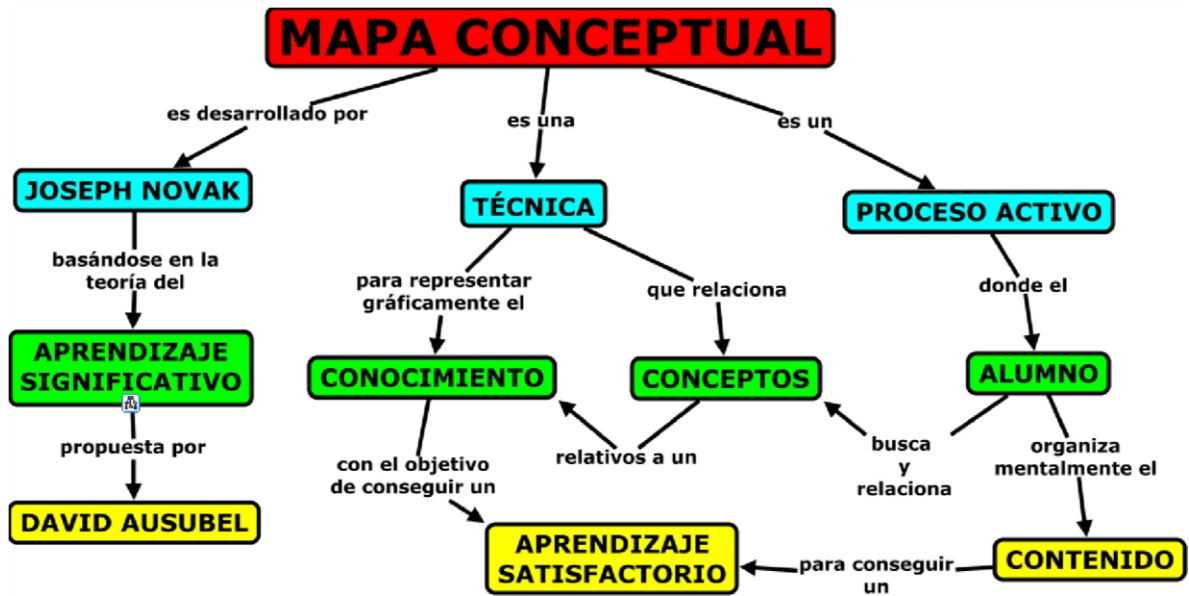 MAPA CONCEPTUAL
es desarrollado por
es una
es un
JOSEPH NOVAK
TÉCNICA
PROCESO ACTIVO
basándose en la
teoría del
para representar
gráficamente el
que relaciona
donde el
APRENDIZAJE
SIGNIFICATIVO
CONOCIMIENTO
CONCEPTOS
ALUMNO
propuesta por
con el objetivo
de conseguir un
relativos a un
busca
y
relaciona
organiza
mentalmente el
DAVID AUSUBEL
APRENDIZAJE
SATISFACTORIO
para conseguir
un
CONTENIDO